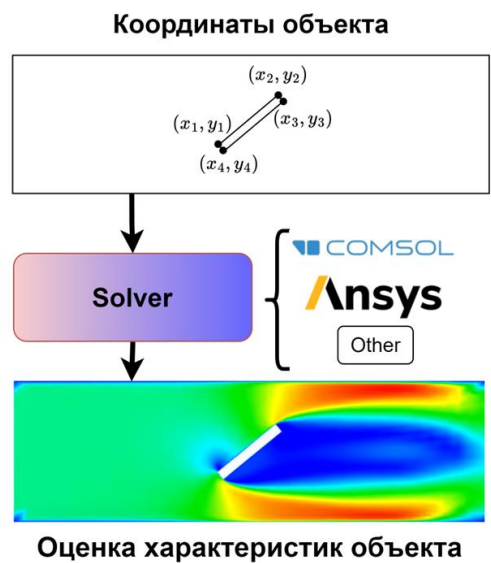 Координаты объекта
(x₂, y₂)
(x₁, y₁)
(x₃, y₃)
(x₄, y₄)
COMSOL
Solver
Ansys
Other
Оценка характеристик объекта